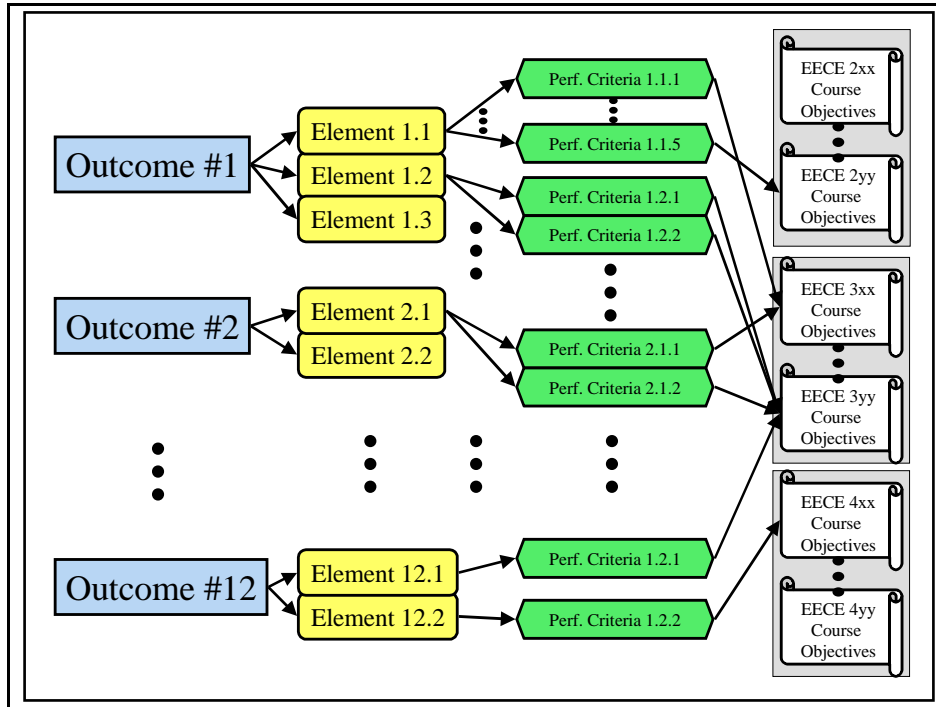 Outcome #1
Element 1.1
Element 1.2
Element 1.3
Perf. Criteria 1.1.1
Perf. Criteria 1.1.5
Perf. Criteria 1.2.1
Perf. Criteria 1.2.2
EECE 2xx
Course
Objectives
EECE 2yy
Course
Objectives
Outcome #2
Element 2.1
Element 2.2
Perf. Criteria 2.1.1
Perf. Criteria 2.1.2
EECE 3xx
Course
Objectives
EECE 3yy
Course
Objectives
Outcome #12
Element 12.1
Element 12.2
Perf. Criteria 1.2.1
Perf. Criteria 1.2.2
EECE 4xx
Course
Objectives
EECE 4yy
Course
Objectives